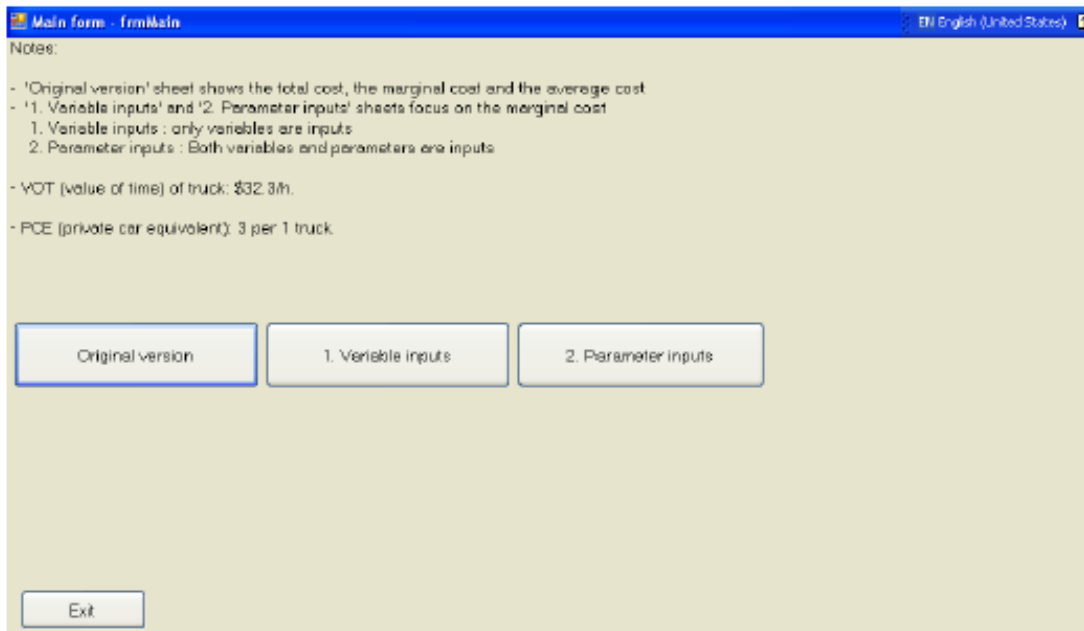 Main form - frmMain
EN English (United States)
Notes:
- 'Original version' sheet shows the total cost, the marginal cost and the average cost
- '1. Variable inputs' and '2. Parameter inputs' sheets focus on the marginal cost
1. Variable inputs : only variables are inputs
2. Parameter inputs : Both variables and parameters are inputs
- VOT (value of time) of truck: $32.3/h.
- PCE (private car equivalent): 3 per 1 truck
Original version
1. Variable inputs
2. Parameter inputs
Exit